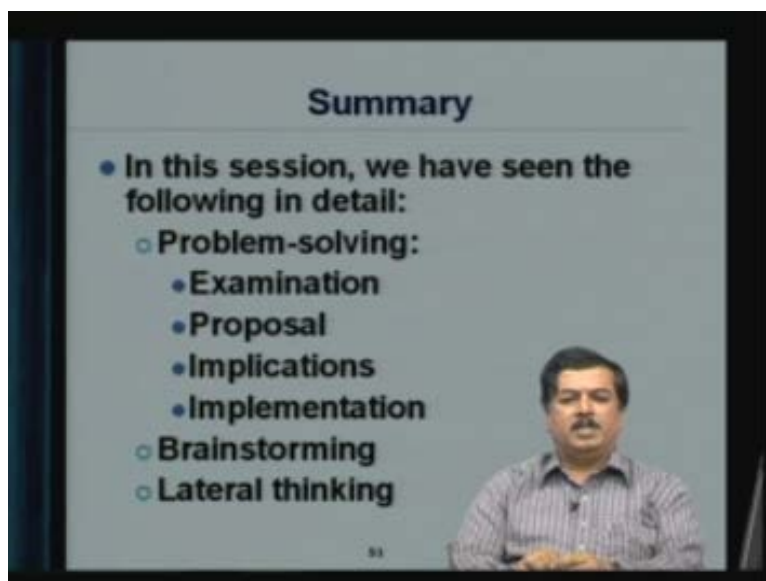 Summary
• In this session, we have seen the
following in detail:
○ Problem-solving:
• Examination
• Proposal
• Implications
• Implementation
○ Brainstorming
○ Lateral thinking